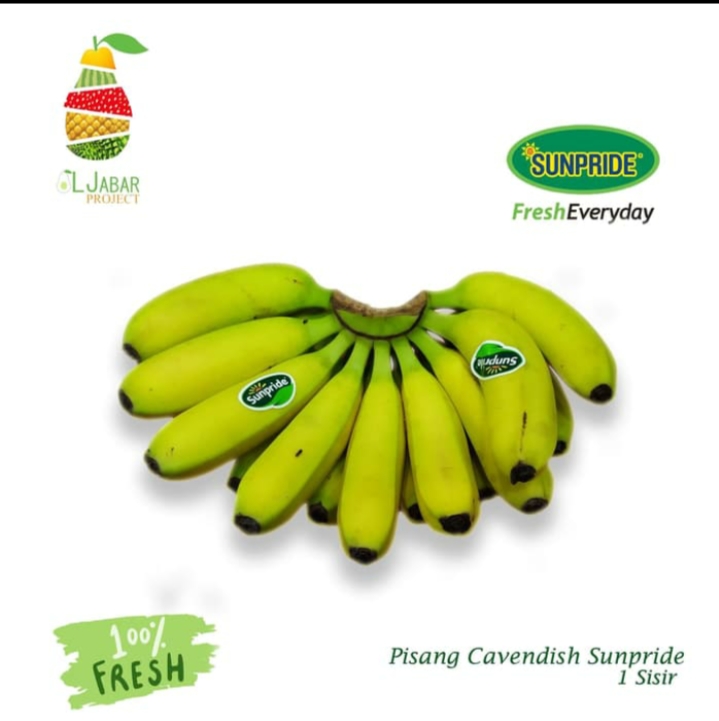 L JABAR
PROJECT
SUNPRIDE®
FreshEveryday
Sunpride
Sunpride
100%
FRESH
Pisang Cavendish Sunpride
1 Sisir